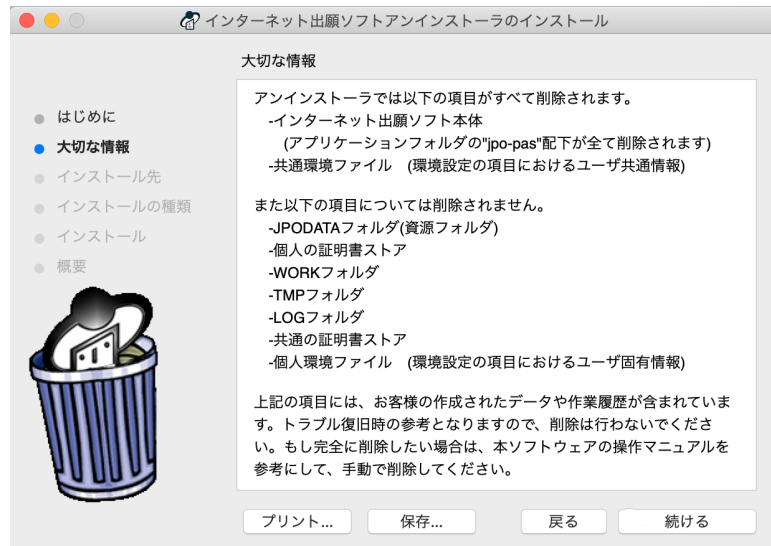 インターネット出願ソフトアンインストーラのインストール
大切な情報
はじめに
大切な情報
インストール先
インストールの種類
インストール
概要
アンインストーラでは以下の項目がすべて削除されます。
-インターネット出願ソフト本体
(アプリケーションフォルダの"jpo-pas"配下が全て削除されます)
-共通環境ファイル　(環境設定の項目におけるユーザ共通情報)
また以下の項目については削除されません。
-JPODATAフォルダ(資源フォルダ)
-個人の証明書ストア
-WORKフォルダ
-TMPフォルダ
-LOGフォルダ
-共通の証明書ストア
-個人環境ファイル　(環境設定の項目におけるユーザ固有情報)
上記の項目には、お客様の作成されたデータや作業履歴が含まれていま
す。トラブル復旧時の参考となりますので、削除は行わないでくださ
い。もし完全に削除したい場合は、本ソフトウェアの操作マニュアルを
参考にして、手動で削除してください。
プリント...
保存...
戻る
続ける